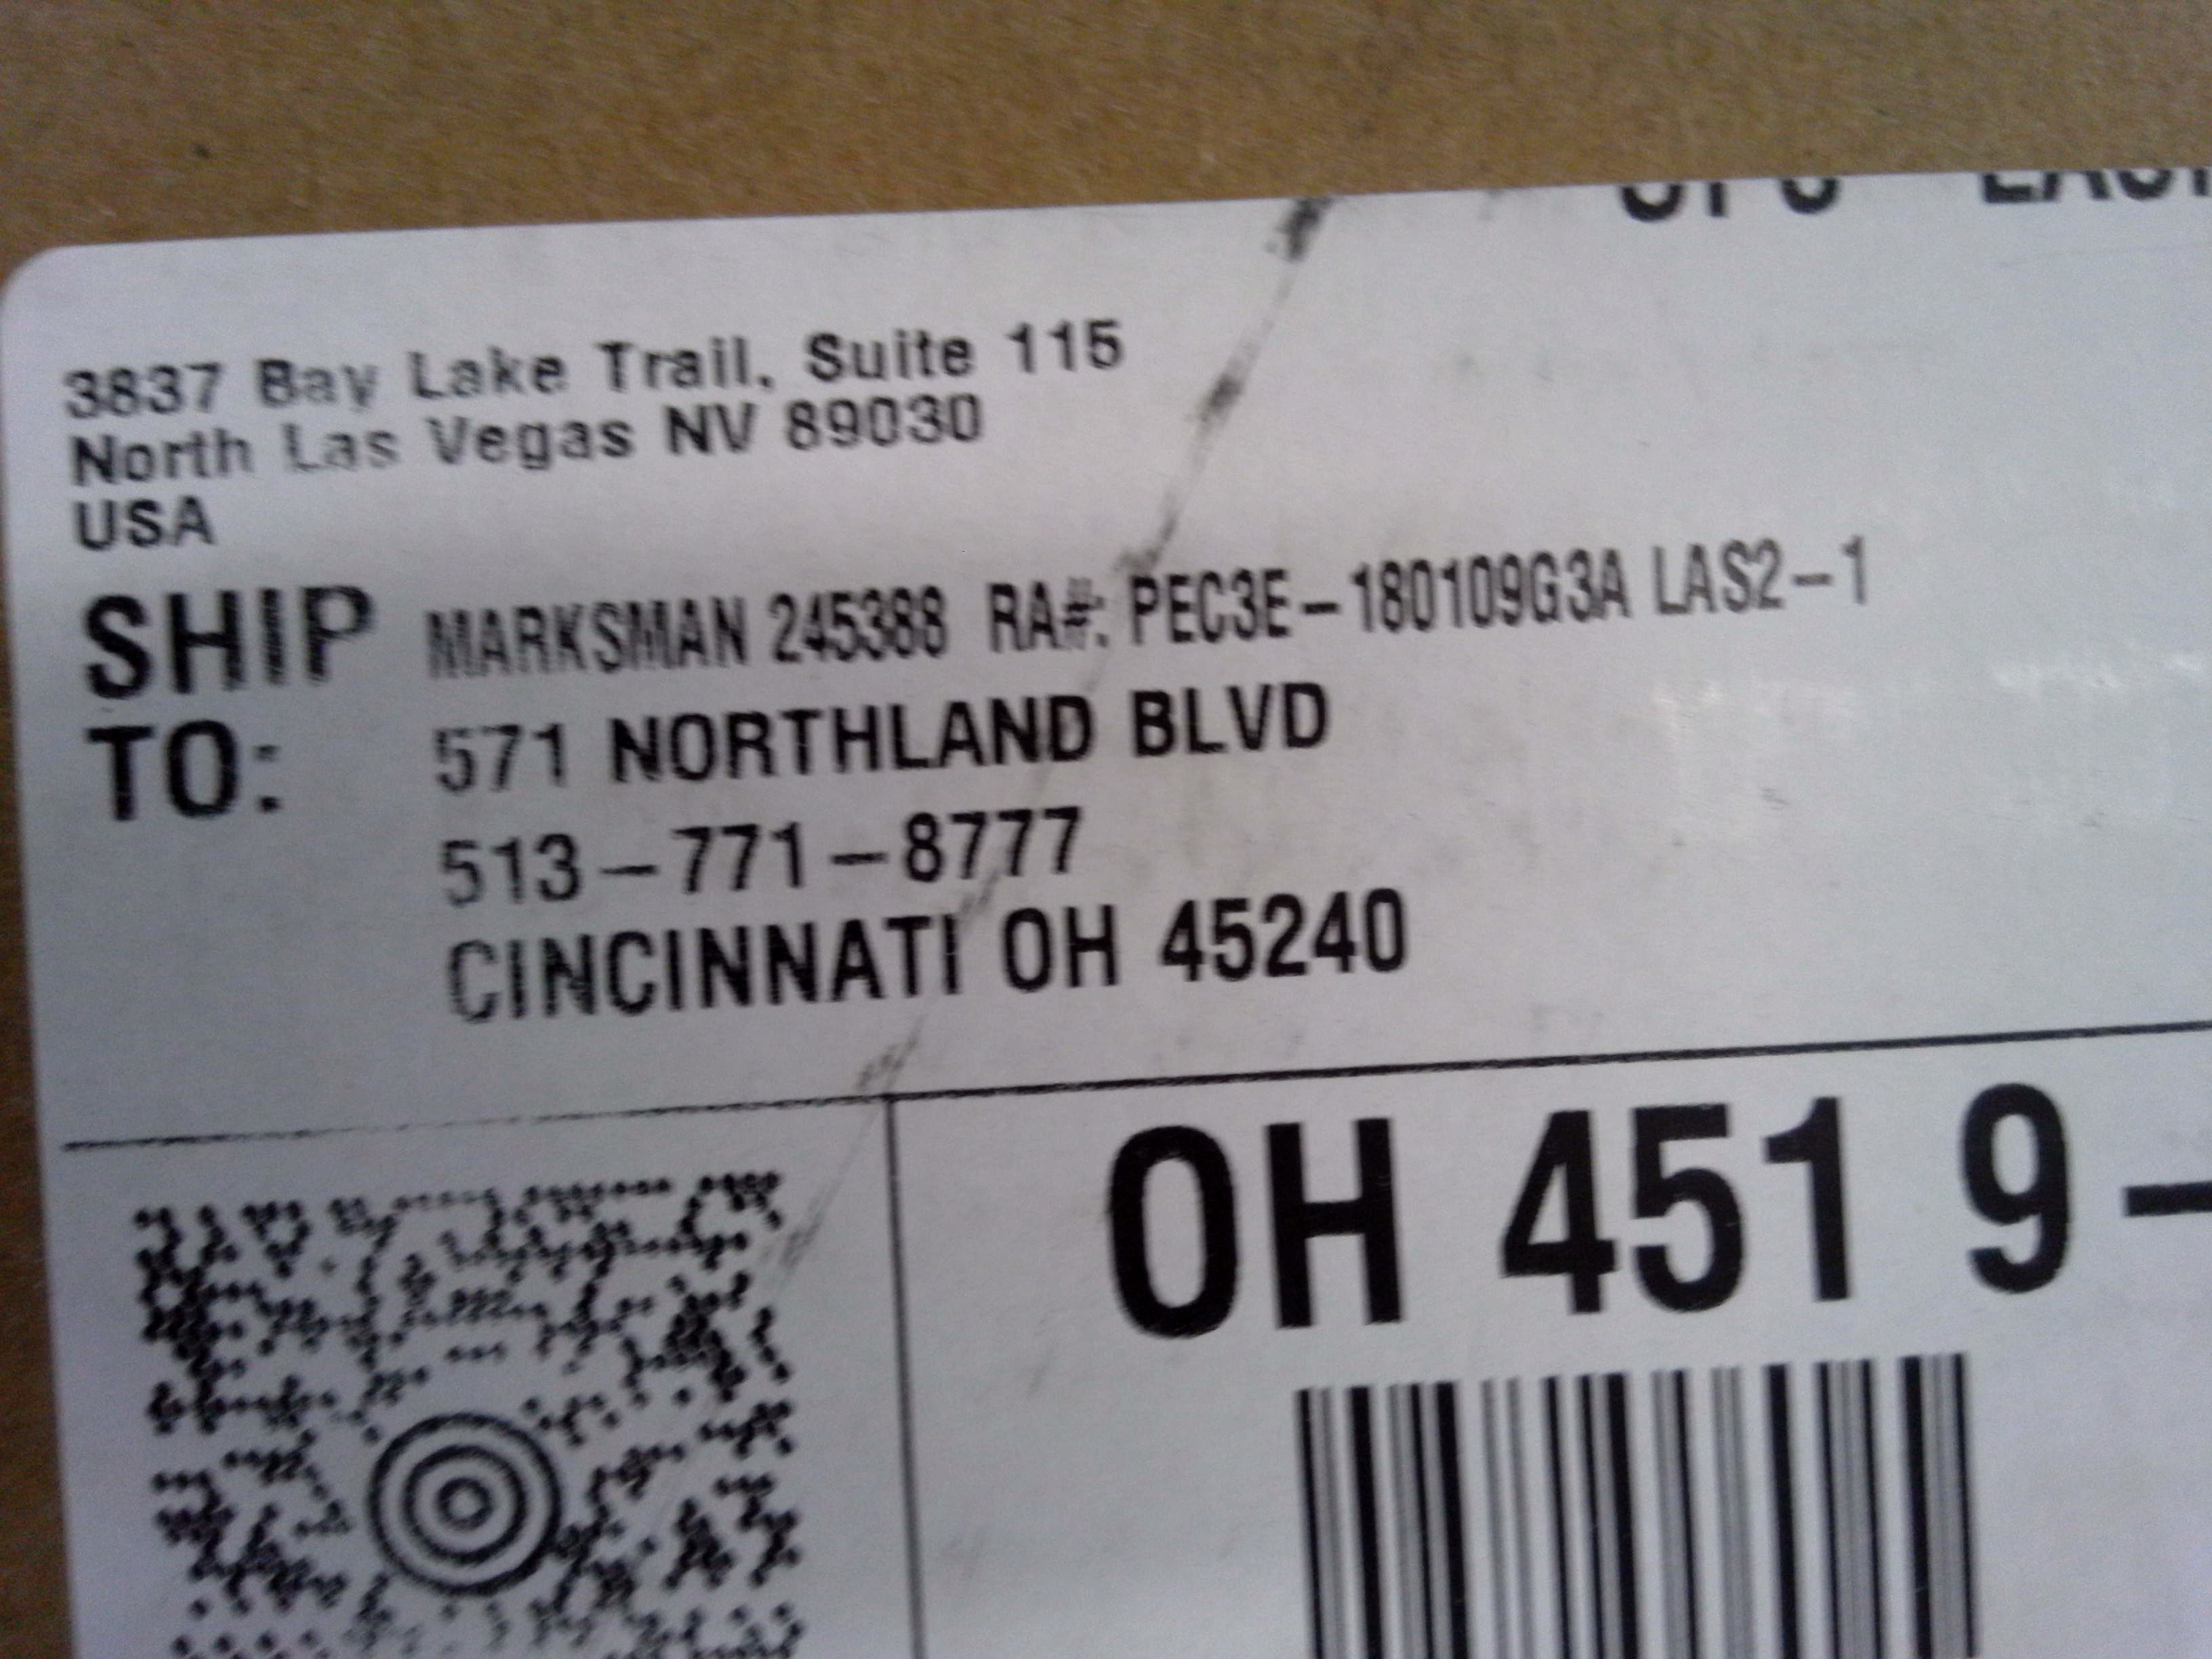 3837 Bay Lake Trail, Suite 115
North Las Vegas NV 89030
USA
SHIP TO:
MARKSMAN 245388 RA#: PEC3E-180109G3A LAS2-1
571 NORTHLAND BLVD
513-771-8777
CINCINNATI OH 45240
OH 451 9-